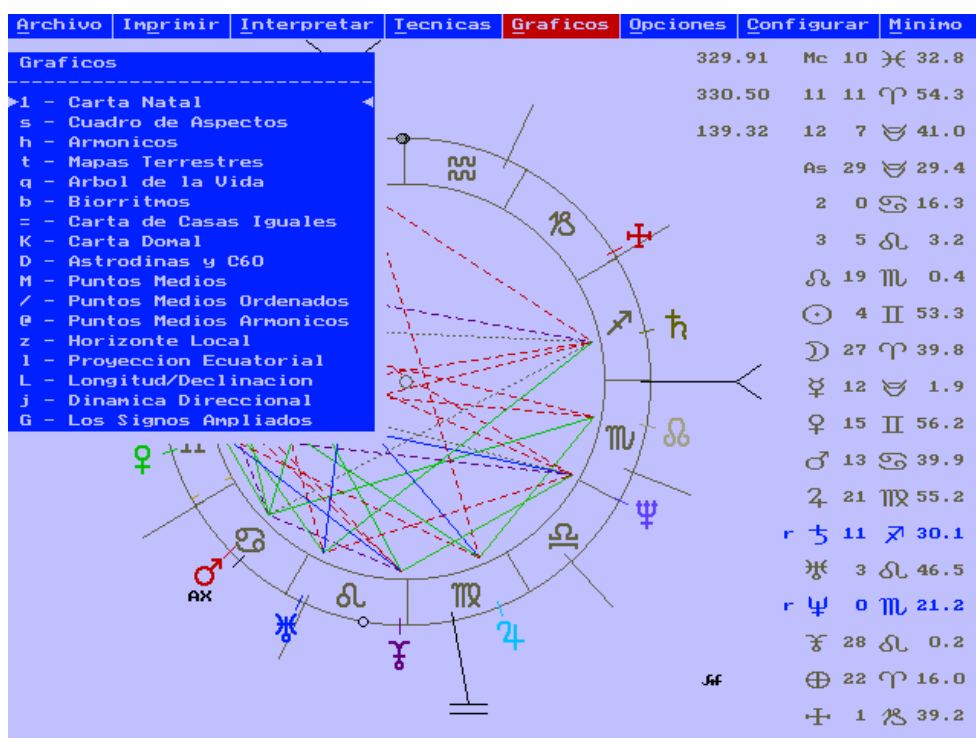 Archivo Imprimir Interpretar Tecnicas Graficos Opciones Configurar Minimo
Graficos
1 - Carta Natal
s - Cuadro de Aspectos
h - Armonicos
t - Mapas Terrestres
q - Arbol de la Vida
b - Biorritmos
= - Carta de Casas Iguales
K - Carta Domal
D - Astrodinas y C60
M - Puntos Medios
/ - Puntos Medios Ordenados
@ - Puntos Medios Armonicos
z - Horizonte Local
l - Proyeccion Ecuatorial
L - Longitud/Declinacion
j - Dinamica Direccional
G - Los Signos Ampliados
329.91 Mc 10 ♓ 32.8
330.50 11 11 ♈ 54.3
139.32 12 7 ♉ 41.0
As 29 ♉ 29.4
2 0 ♋ 16.3
3 5 ♌ 3.2
☊ 19 ♏ 0.4
☉ 4 ♊ 53.3
☽ 27 ♈ 39.8
☿ 12 ♉ 1.9
♀ 15 ♊ 56.2
♂ 13 ♋ 39.9
♃ 21 ♍ 55.2
r ♄ 11 ♐ 30.1
♅ 3 ♌ 46.5
r ♆ 0 ♏ 21.2
28 ♌ 0.2
⊕ 22 ♈ 16.0
1 ♑ 39.2
AX